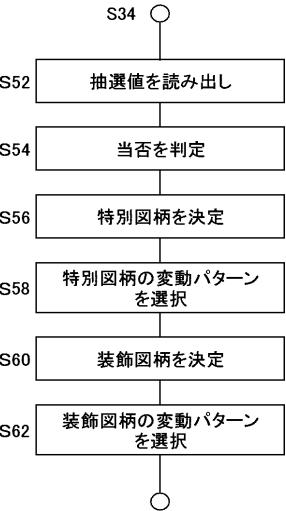 S34
S52 抽選値を読み出し
S54 当否を判定
S56 特別図柄を決定
S58 特別図柄の変動パターン
を選択
S60 装飾図柄を決定
S62 装飾図柄の変動パターン
を選択